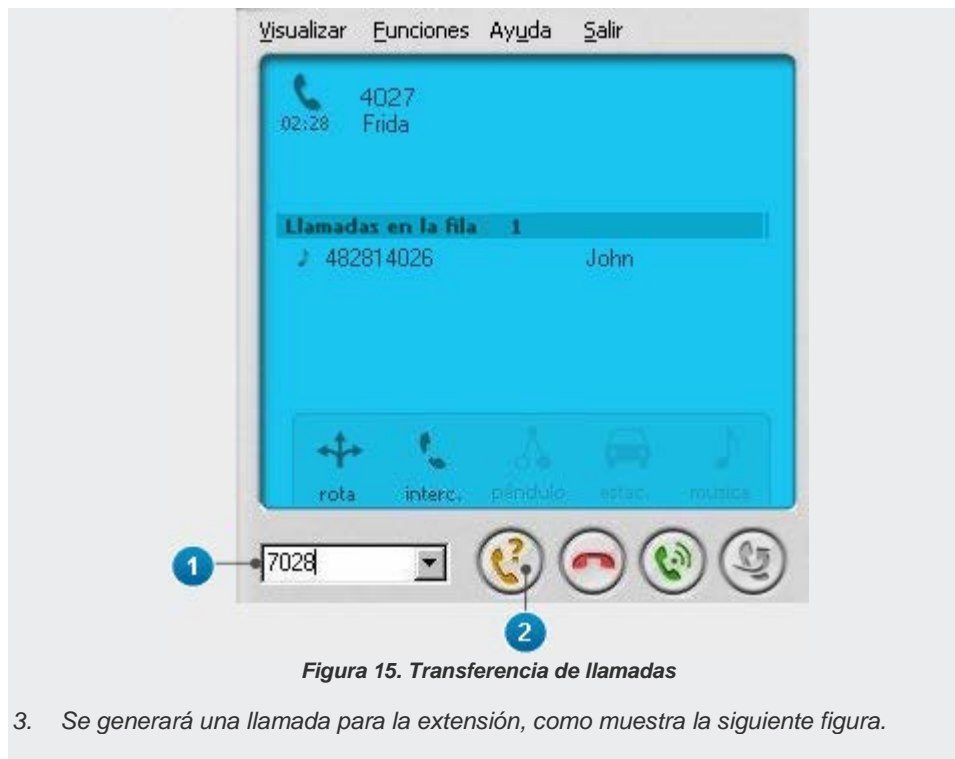 Visualizar Funciones Ayuda Salir
4027
02:28 Frida
Llamadas en la fila 1
482814026 John
rota interc. péndulo estac. música
1
7028
2
Figura 15. Transferencia de llamadas
3. Se generará una llamada para la extensión, como muestra la siguiente figura.